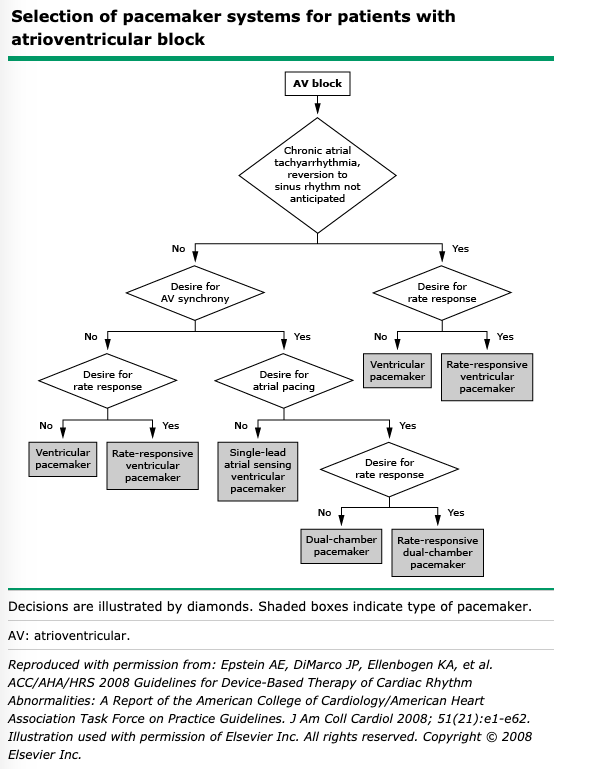 Selection of pacemaker systems for patients with
atrioventricular block
AV block
Chronic atrial
tachyarrhythmia,
reversion to
sinus rhythm not
anticipated
No
Yes
Desire for
AV synchrony
Desire for
rate response
No
Yes
No
Yes
Desire for
rate response
Desire for
atrial pacing
Ventricular
pacemaker
Rate-responsive
ventricular
pacemaker
No
Yes
No
Yes
Ventricular
pacemaker
Rate-responsive
ventricular
pacemaker
Single-lead
atrial sensing
ventricular
pacemaker
Desire for
rate response
No
Yes
Dual-chamber
pacemaker
Rate-responsive
dual-chamber
pacemaker
Decisions are illustrated by diamonds. Shaded boxes indicate type of pacemaker.
AV: atrioventricular.
Reproduced with permission from: Epstein AE, DiMarco JP, Ellenbogen KA, et al.
ACC/AHA/HRS 2008 Guidelines for Device-Based Therapy of Cardiac Rhythm
Abnormalities: A Report of the American College of Cardiology/American Heart
Association Task Force on Practice Guidelines. J Am Coll Cardiol 2008; 51(21):e1-e62.
Illustration used with permission of Elsevier Inc. All rights reserved. Copyright © 2008
Elsevier Inc.